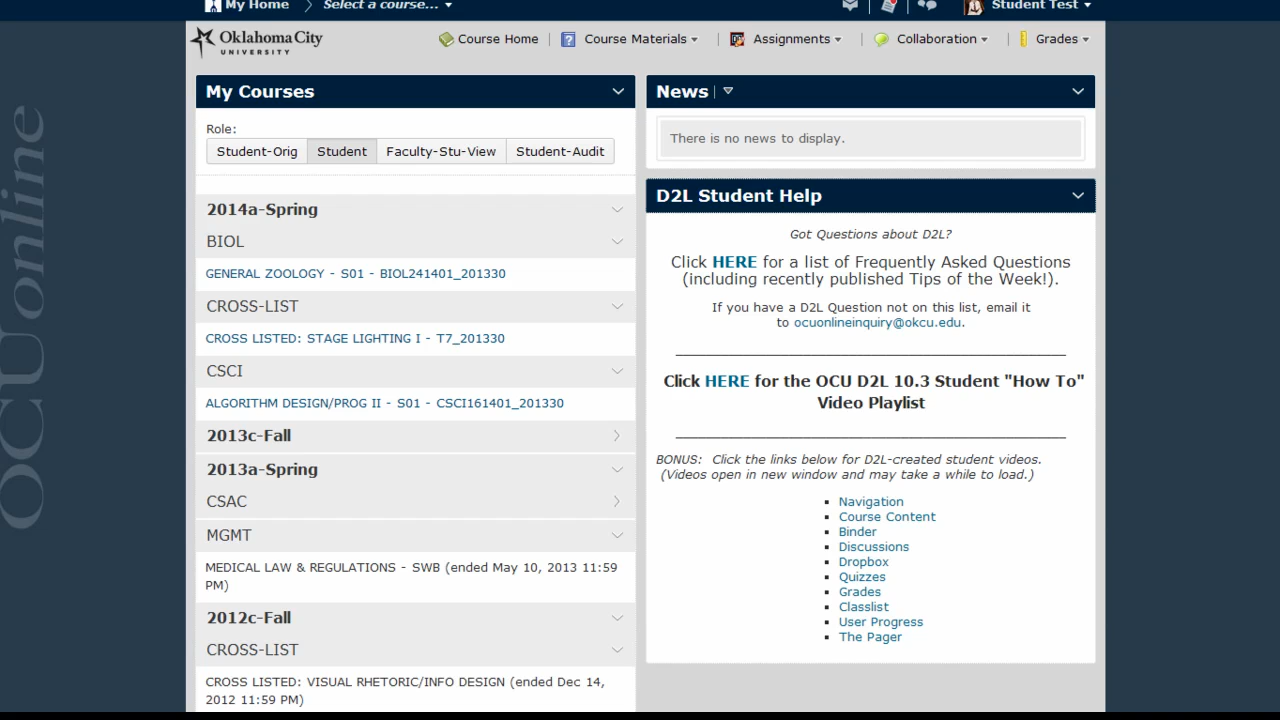 My Home
Select a course...
Student Test
Oklahoma City
UNIVERSITY
Course Home
Course Materials
Assignments
Collaboration
Grades
OCUonline
My Courses
Role:
Student-Orig
Student
Faculty-Stu-View
Student-Audit
2014a-Spring
BIOL
GENERAL ZOOLOGY - S01 - BIOL241401_201330
CROSS-LIST
CROSS LISTED: STAGE LIGHTING I - T7_201330
CSCI
ALGORITHM DESIGN/PROG II - S01 - CSCI161401_201330
2013c-Fall
2013a-Spring
CSAC
MGMT
MEDICAL LAW & REGULATIONS - SWB (ended May 10, 2013 11:59
PM)
2012c-Fall
CROSS-LIST
CROSS LISTED: VISUAL RHETORIC/INFO DESIGN (ended Dec 14,
2012 11:59 PM)
News
There is no news to display.
D2L Student Help
Got Questions about D2L?
Click HERE for a list of Frequently Asked Questions
(including recently published Tips of the Week!).
If you have a D2L Question not on this list, email it
to ocuonlineinquiry@okcu.edu.
Click HERE for the OCU D2L 10.3 Student "How To"
Video Playlist
BONUS: Click the links below for D2L-created student videos.
(Videos open in new window and may take a while to load.)
Navigation
Course Content
Binder
Discussions
Dropbox
Quizzes
Grades
Classlist
User Progress
The Pager